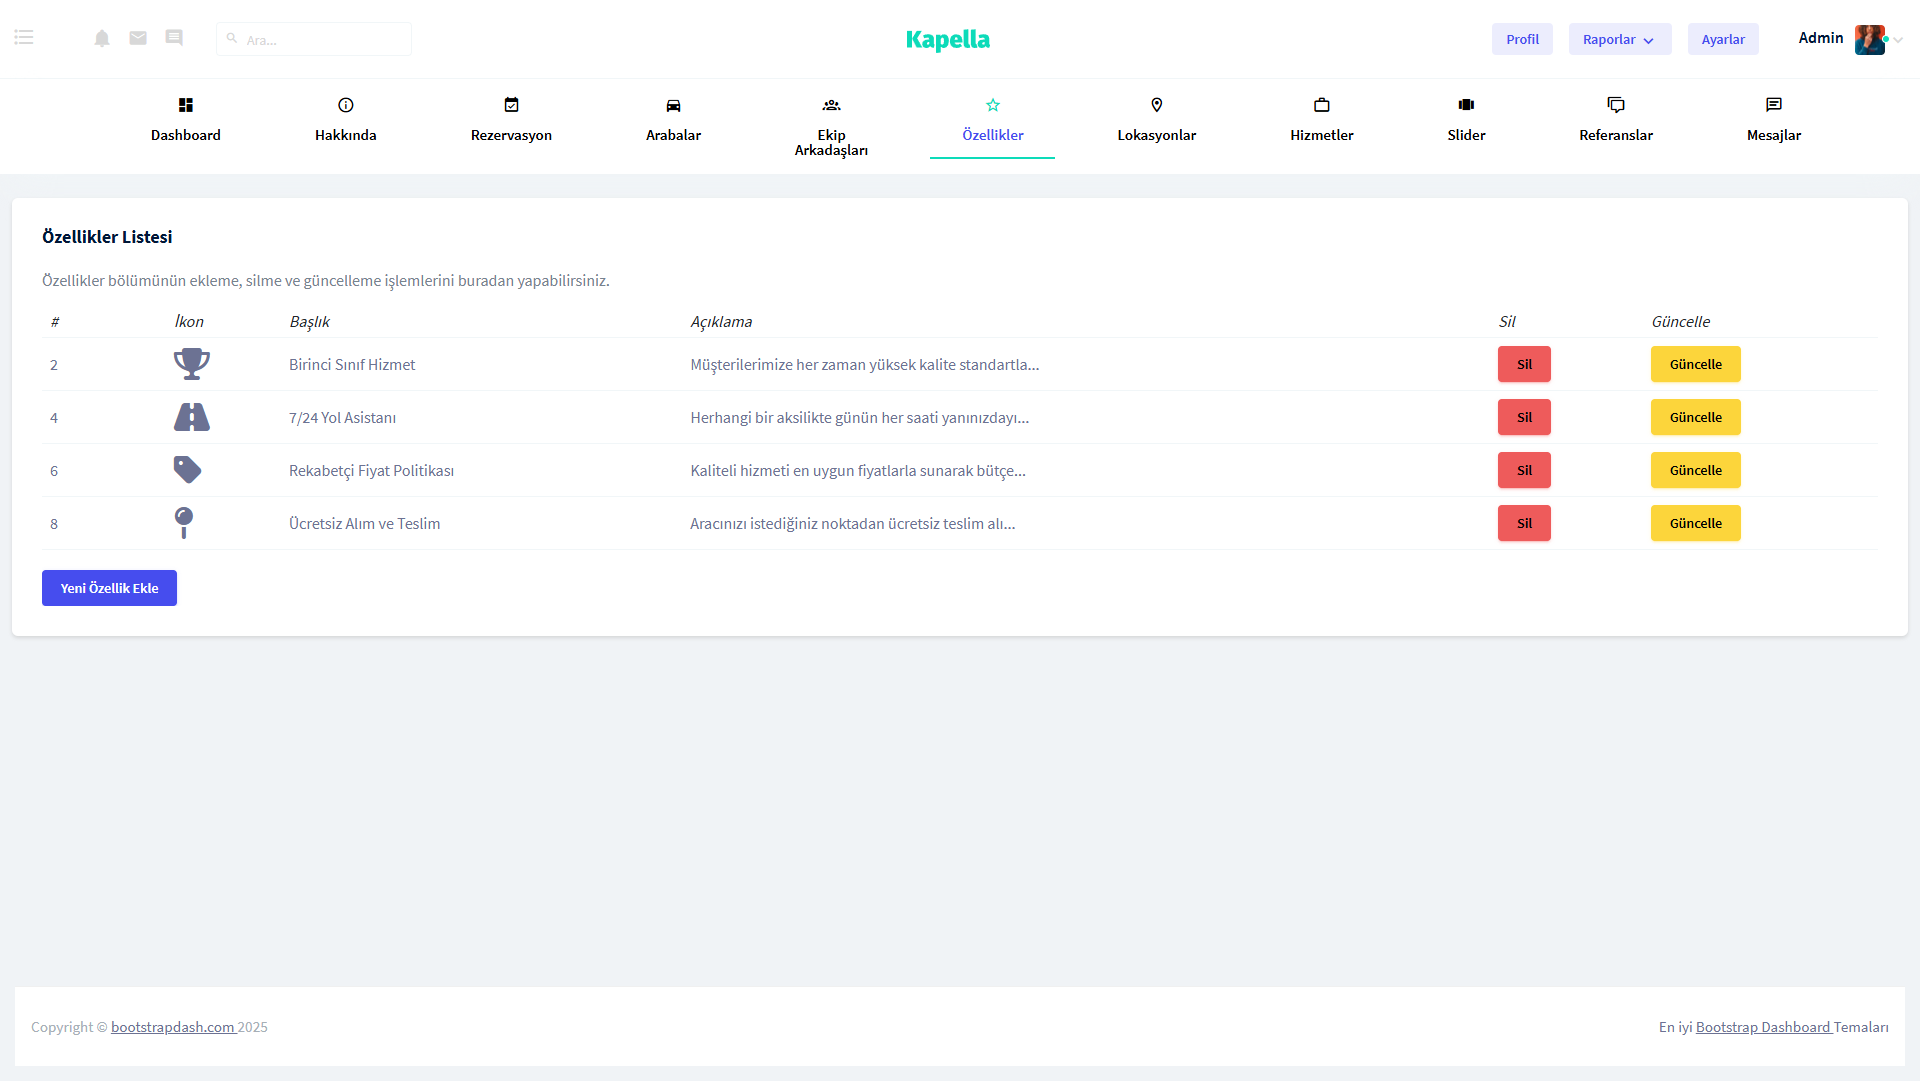 Ara...
Kapella
Profil
Raporlar
Ayarlar
Admin
Dashboard
Hakkında
Rezervasyon
Arabalar
Ekip
Arkadaşları
Özellikler
Lokasyonlar
Hizmetler
Slider
Referanslar
Mesajlar
Özellikler Listesi
Özellikler bölümünün ekleme, silme ve güncelleme işlemlerini buradan yapabilirsiniz.
# İkon Başlık Açıklama Sil Güncelle
2 Birinci Sınıf Hizmet Müşterilerimize her zaman yüksek kalite standartla... Sil Güncelle
4 7/24 Yol Asistanı Herhangi bir aksilikte günün her saati yanınızdayı... Sil Güncelle
6 Rekabetçi Fiyat Politikası Kaliteli hizmeti en uygun fiyatlarla sunarak bütçe... Sil Güncelle
8 Ücretsiz Alım ve Teslim Aracınızı istediğiniz noktadan ücretsiz teslim alı... Sil Güncelle
Yeni Özellik Ekle
Copyright © bootstrapdash.com 2025
En iyi Bootstrap Dashboard Temaları